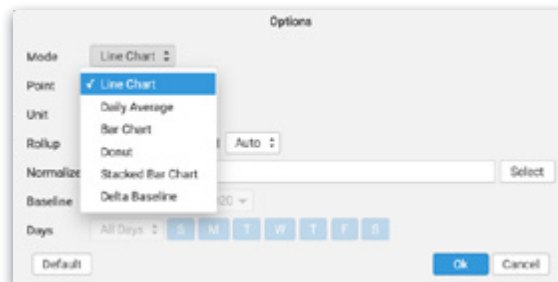 Options
Mode Line Chart
Point ✓ Line Chart
Daily Average
Unit
Bar Chart
Rollup Auto
Donut
Normalize Stacked Bar Chart Select
Baseline Delta Baseline 20
Days All Days S M T W T F S
Default Ok Cancel